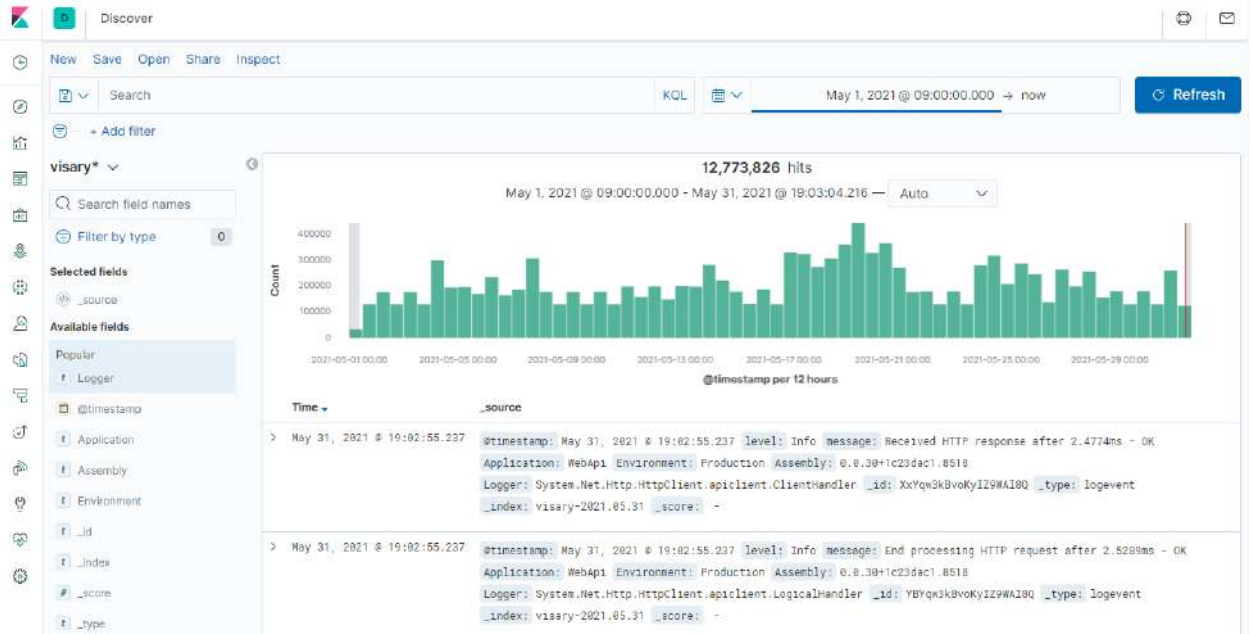 D Discover
New Save Open Share Inspect
Search KQL May 1, 2021 @ 09:00:00.000 → now Refresh
+ Add filter
visary*
Search field names
Filter by type 0
Selected fields
_source
Available fields
Popular
t Logger
@timestamp
t Application
t Assembly
t Environment
t _id
t _index
# _score
t _type
12,773,826 hits
May 1, 2021 @ 09:00:00.000 - May 31, 2021 @ 19:03:04.216 — Auto
Count
400000
300000
200000
100000
0
2021-05-01 00:00 2021-05-05 00:00 2021-05-09 00:00 2021-05-13 00:00 2021-05-17 00:00 2021-05-21 00:00 2021-05-25 00:00 2021-05-29 00:00
@timestamp per 12 hours
Time _source
May 31, 2021 @ 19:02:55.237 @timestamp: May 31, 2021 @ 19:02:55.237 level: Info message: Received HTTP response after 2.4774ms - OK
Application: WebApi Environment: Production Assembly: 0.0.30+1c23dac1.8518
Logger: System.Net.Http.HttpClient.apiclient.ClientHandler _id: XxYqw3kBvoKyIZ9WAI8Q _type: logevent
_index: visary-2021.05.31 _score: -
May 31, 2021 @ 19:02:55.237 @timestamp: May 31, 2021 @ 19:02:55.237 level: Info message: End processing HTTP request after 2.5289ms - OK
Application: WebApi Environment: Production Assembly: 0.0.30+1c23dac1.8518
Logger: System.Net.Http.HttpClient.apiclient.LogicalHandler _id: YBYqw3kBvoKyIZ9WAI8Q _type: logevent
_index: visary-2021.05.31 _score: -